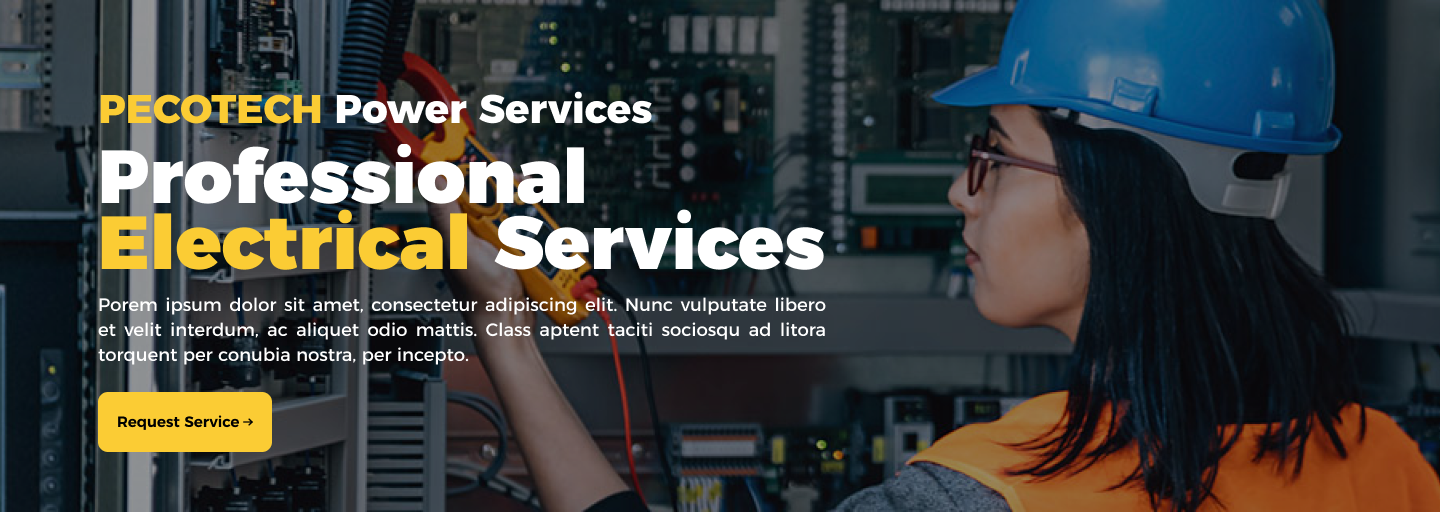 PECOTECH Power Services
Professional
Electrical Services
Porem ipsum dolor sit amet, consectetur adipiscing elit. Nunc vulputate libero
et velit interdum, ac aliquet odio mattis. Class aptent taciti sociosqu ad litora
torquent per conubia nostra, per incepto.
Request Service →